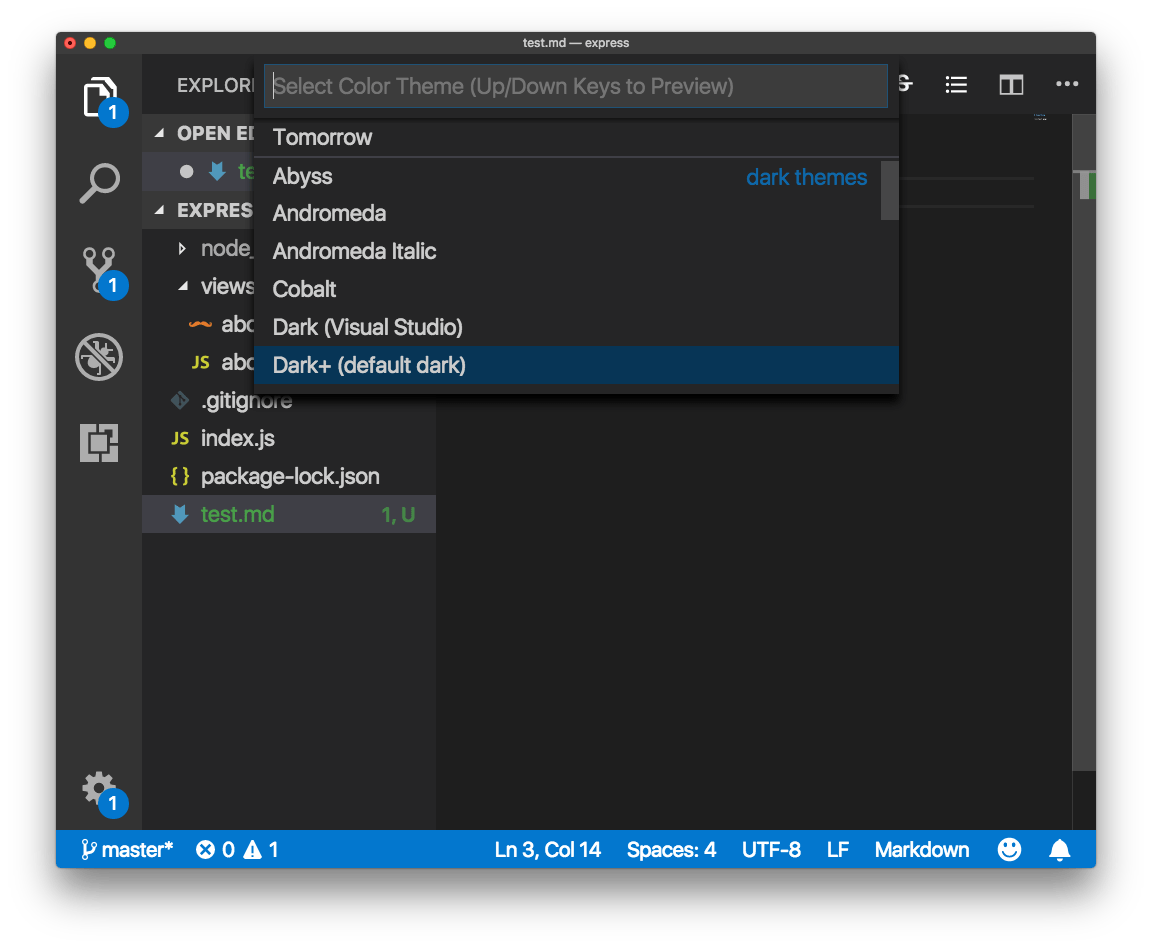 test.md — express
EXPLOR
Select Color Theme (Up/Down Keys to Preview)
Tomorrow
Abyss
dark themes
Andromeda
Andromeda Italic
Cobalt
Dark (Visual Studio)
Dark+ (default dark)
1
OPEN ED
te
EXPRES
node_
views
abo
JS abo
.gitignore
JS index.js
{ } package-lock.json
test.md 1, U
1
1
master* 0 1 Ln 3, Col 14 Spaces: 4 UTF-8 LF Markdown